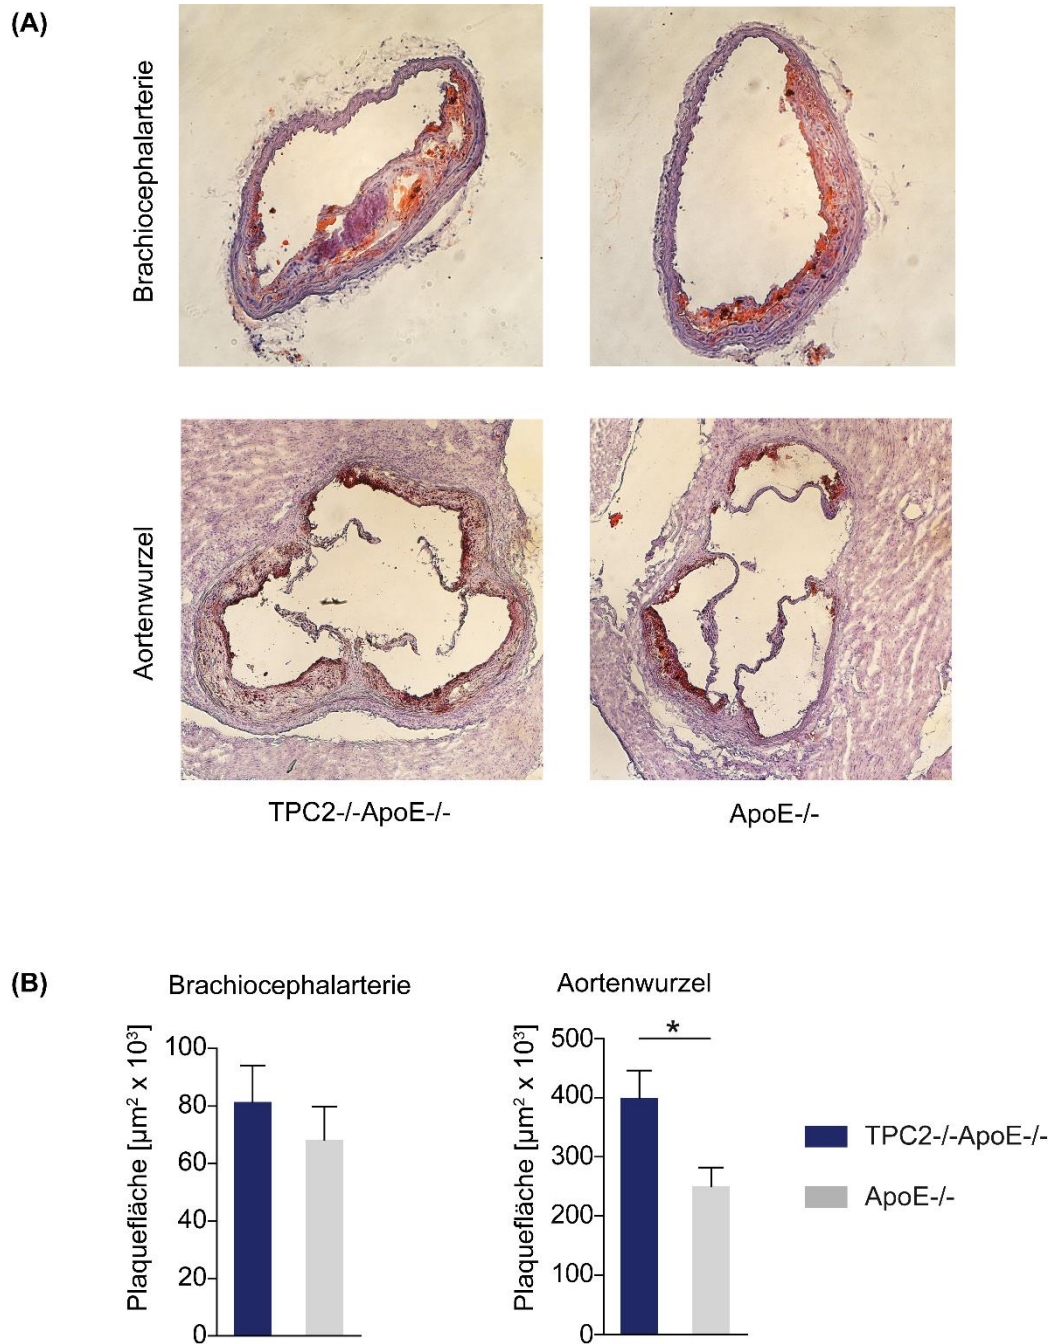 (A)
Brachiocephalarterie
Aortenwurzel
TPC2-/-ApoE-/-
ApoE-/-
(B)
Brachiocephalarterie
Plaquefläche [µm² x 10³]
100
80
60
40
20
0
Aortenwurzel
Plaquefläche [µm² x 10³]
500
400
300
200
100
0
*
TPC2-/-ApoE-/-
ApoE-/-